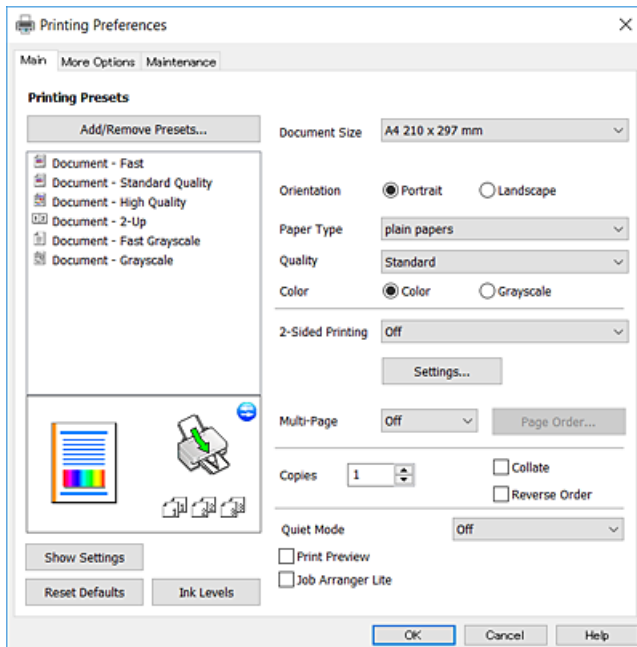 Printing Preferences
Main More Options Maintenance
Printing Presets
Add/Remove Presets...
Document - Fast
Document - Standard Quality
Document - High Quality
Document - 2-Up
Document - Fast Grayscale
Document - Grayscale
Show Settings
Reset Defaults Ink Levels
Document Size A4 210 x 297 mm
Orientation Portrait Landscape
Paper Type plain papers
Quality Standard
Color Color Grayscale
2-Sided Printing Off
Settings...
Multi-Page Off Page Order...
Copies 1 Collate
Reverse Order
Quiet Mode Off
Print Preview
Job Arranger Lite
OK Cancel Help